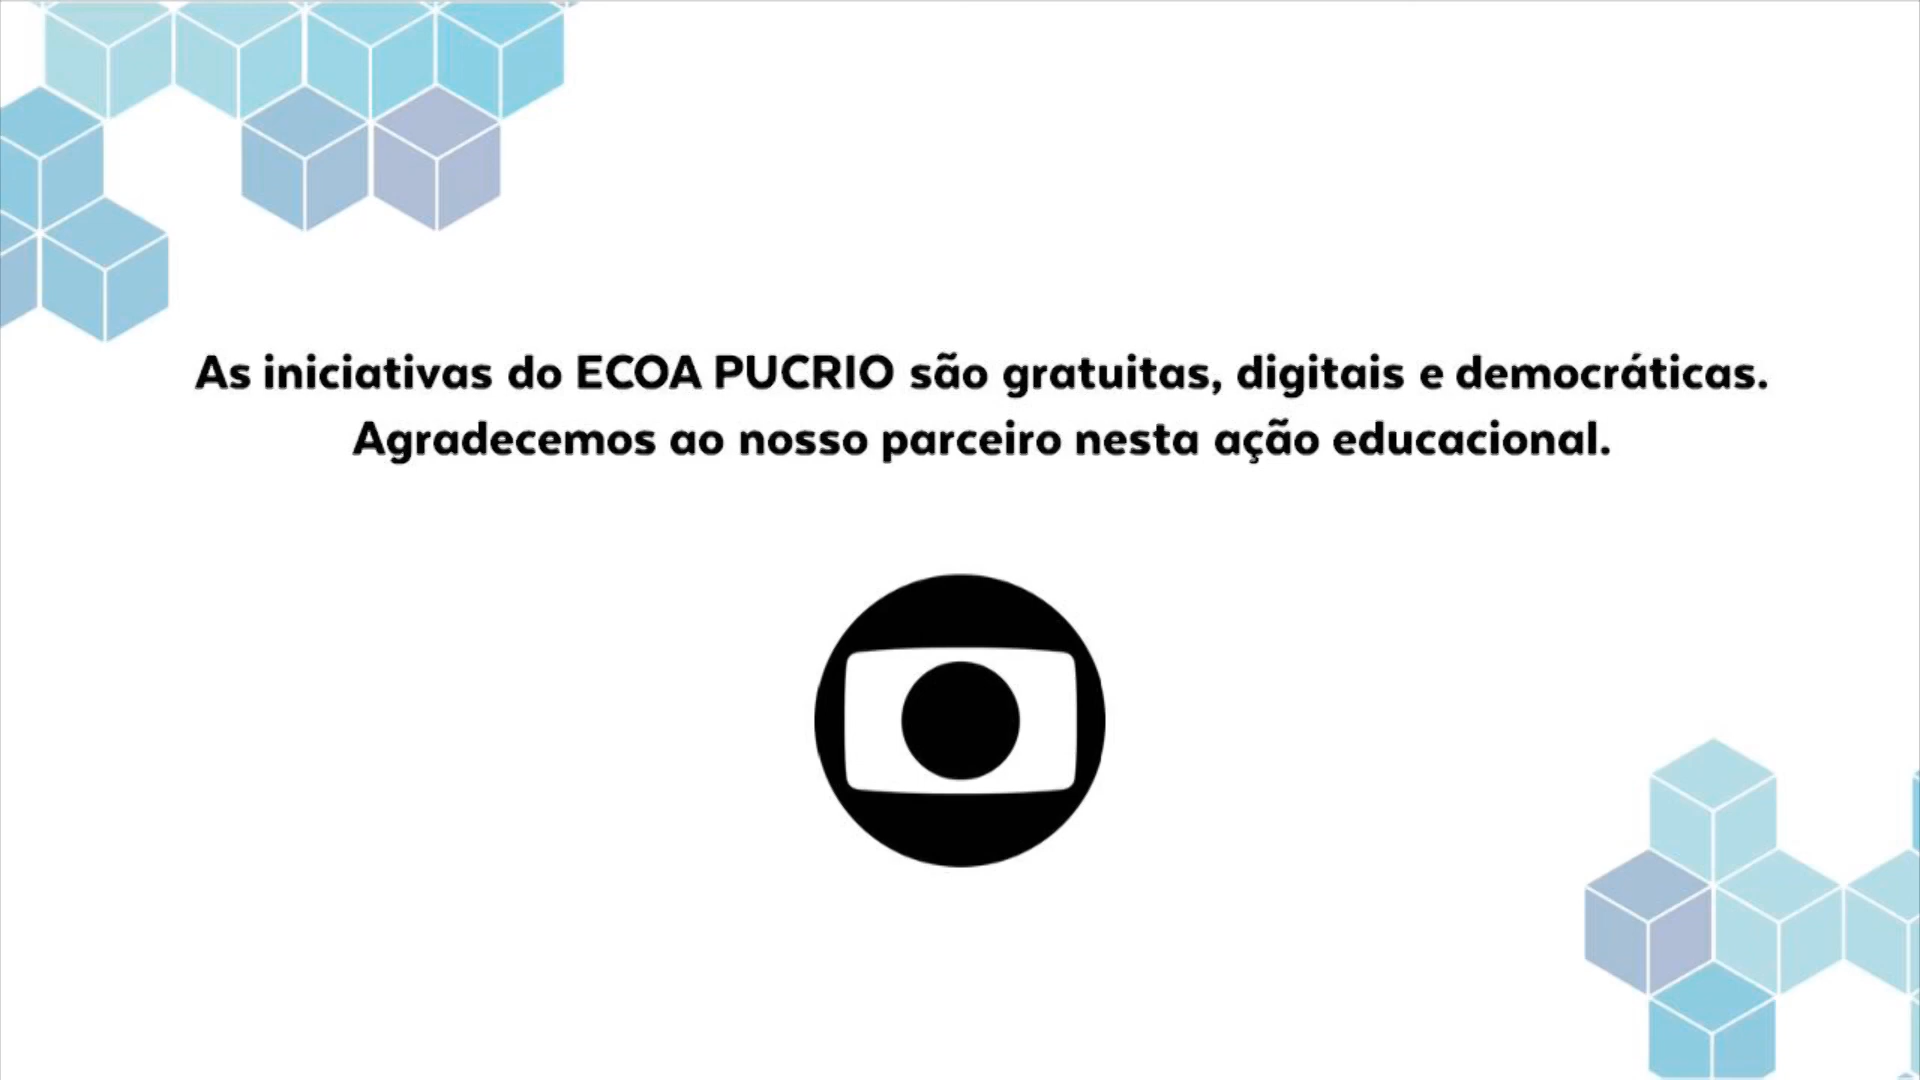 As iniciativas do ECOA PUCRIO são gratuitas, digitais e democráticas.
Agradecemos ao nosso parceiro nesta ação educacional.